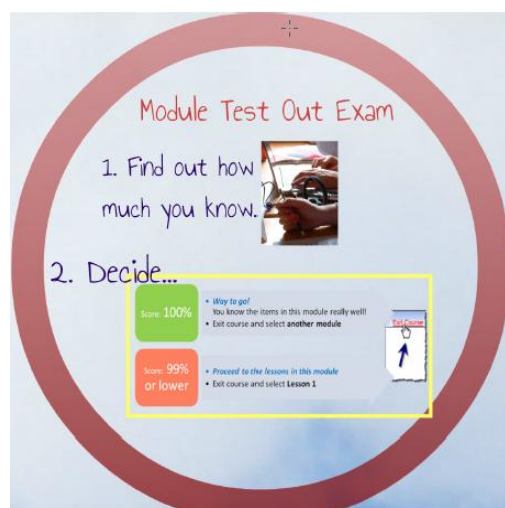 Module Test Out Exam
1. Find out how
much you know.
2. Decide...
Score: 100%
• Way to go!
You know the items in this module really well!
• Exit course and select another module
Exit Course
Score: 99%
or lower
• Proceed to the lessons in this module
• Exit course and select Lesson 1